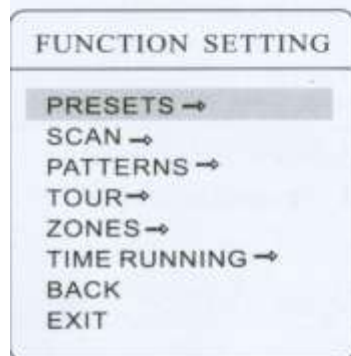 FUNCTION SETTING
PRESETS ➞
SCAN ➞
PATTERNS ➞
TOUR ➞
ZONES ➞
TIME RUNNING ➞
BACK
EXIT